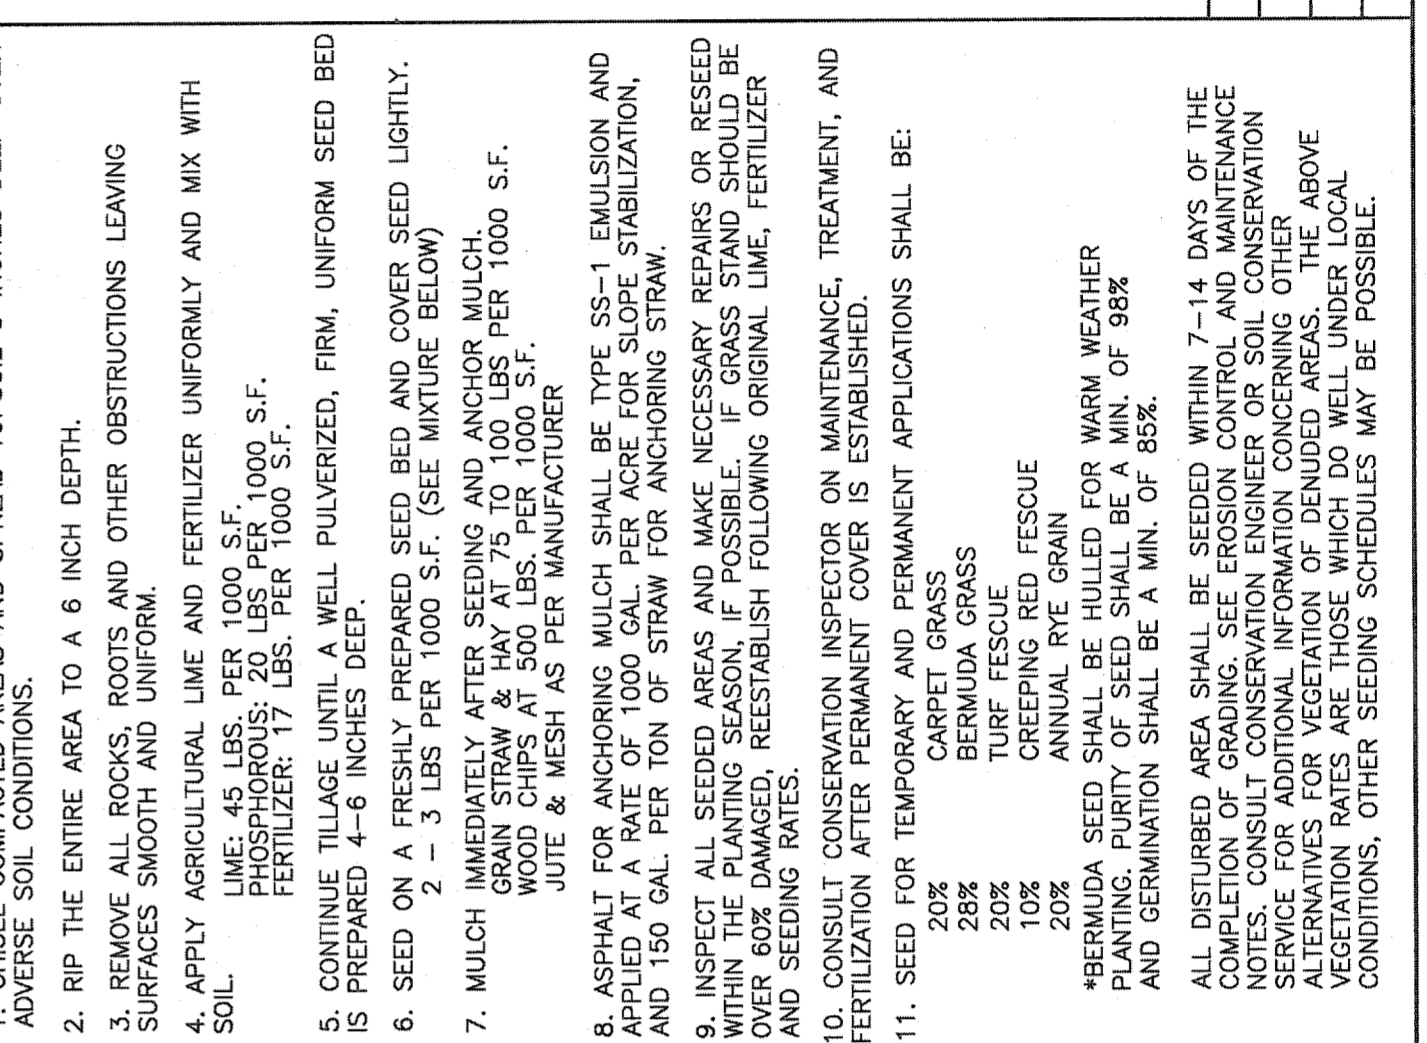 ADVERSE SOIL CONDITIONS.
2. RIP THE ENTIRE AREA TO A 6 INCH DEPTH.
3. REMOVE ALL ROCKS, ROOTS AND OTHER OBSTRUCTIONS LEAVING
SURFACES SMOOTH AND UNIFORM.
4. APPLY AGRICULTURAL LIME AND FERTILIZER UNIFORMLY AND MIX WITH
SOIL.
LIME: 45 LBS. PER 1000 S.F.
PHOSPHOROUS: 20 LBS PER 1000 S.F.
FERTILIZER: 17 LBS. PER 1000 S.F.
5. CONTINUE TILLAGE UNTIL A WELL PULVERIZED, FIRM, UNIFORM SEED BED
IS PREPARED 4-6 INCHES DEEP.
6. SEED ON A FRESHLY PREPARED SEED BED AND COVER SEED LIGHTLY.
2 - 3 LBS PER 1000 S.F. (SEE MIXTURE BELOW)
7. MULCH IMMEDIATELY AFTER SEEDING AND ANCHOR MULCH.
GRAIN STRAW & HAY AT 75 TO 100 LBS PER 1000 S.F.
WOOD CHIPS AT 500 LBS. PER 1000 S.F.
JUTE & MESH AS PER MANUFACTURER
8. ASPHALT FOR ANCHORING MULCH SHALL BE TYPE SS-1 EMULSION AND
APPLIED AT A RATE OF 1000 GAL. PER ACRE FOR SLOPE STABILIZATION,
AND 150 GAL. PER TON OF STRAW FOR ANCHORING STRAW.
9. INSPECT ALL SEEDED AREAS AND MAKE NECESSARY REPAIRS OR RESEED
WITHIN THE PLANTING SEASON, IF POSSIBLE. IF GRASS STAND SHOULD BE
OVER 60% DAMAGED, REESTABLISH FOLLOWING ORIGINAL LIME, FERTILIZER
AND SEEDING RATES.
10. CONSULT CONSERVATION INSPECTOR ON MAINTENANCE, TREATMENT, AND
FERTILIZATION AFTER PERMANENT COVER IS ESTABLISHED.
11. SEED FOR TEMPORARY AND PERMANENT APPLICATIONS SHALL BE:
20% CARPET GRASS
28% BERMUDA GRASS
20% TURF FESCUE
10% CREEPING RED FESCUE
20% ANNUAL RYE GRAIN
*BERMUDA SEED SHALL BE HULLED FOR WARM WEATHER
PLANTING. PURITY OF SEED SHALL BE A MIN. OF 98%
AND GERMINATION SHALL BE A MIN. OF 85%.
ALL DISTURBED AREA SHALL BE SEEDED WITHIN 7-14 DAYS OF THE
COMPLETION OF GRADING. SEE EROSION CONTROL AND MAINTENANCE
NOTES. CONSULT CONSERVATION ENGINEER OR SOIL CONSERVATION
SERVICE FOR ADDITIONAL INFORMATION CONCERNING OTHER
ALTERNATIVES FOR VEGETATION OF DENUDED AREAS. THE ABOVE
VEGETATION RATES ARE THOSE WHICH DO WELL UNDER LOCAL
CONDITIONS, OTHER SEEDING SCHEDULES MAY BE POSSIBLE.